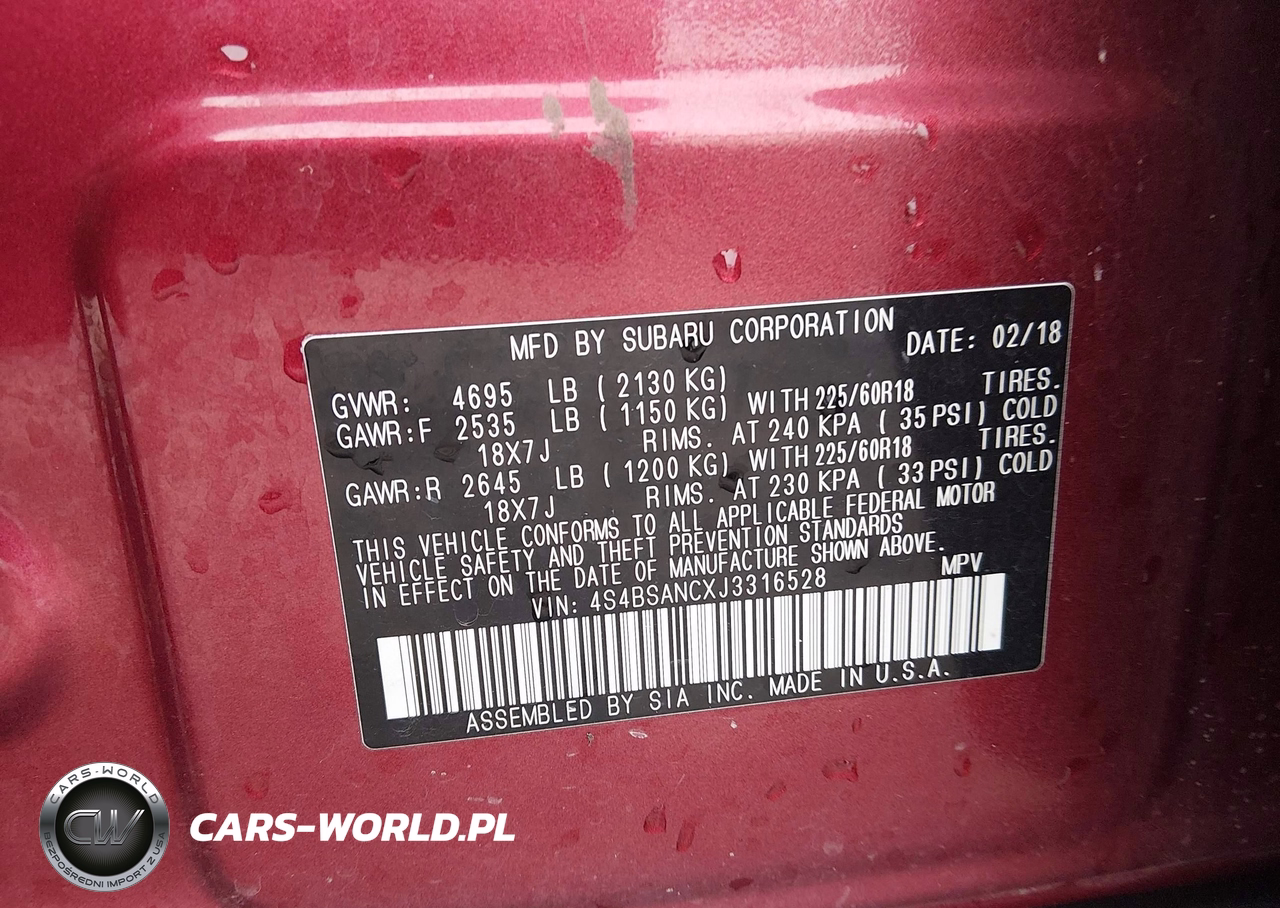 MFD BY SUBARU CORPORATION DATE: 02/18
GVWR: 4695 LB ( 2130 KG)
GAWR:F 2535 LB ( 1150 KG) WITH 225/60R18 TIRES.
18X7J RIMS. AT 240 KPA ( 35 PSI) COLD
GAWR:R 2645 LB ( 1200 KG) WITH 225/60R18 TIRES.
18X7J RIMS. AT 230 KPA ( 33 PSI) COLD
THIS VEHICLE CONFORMS TO ALL APPLICABLE FEDERAL MOTOR
VEHICLE SAFETY AND THEFT PREVENTION STANDARDS
IN EFFECT ON THE DATE OF MANUFACTURE SHOWN ABOVE.
VIN: 4S4BSANCXJ3316528 MPV
ASSEMBLED BY SIA INC. MADE IN U.S.A.
CARS-WORLD
CW
BEZPOŚREDNI IMPORT Z USA
CARS-WORLD.PL